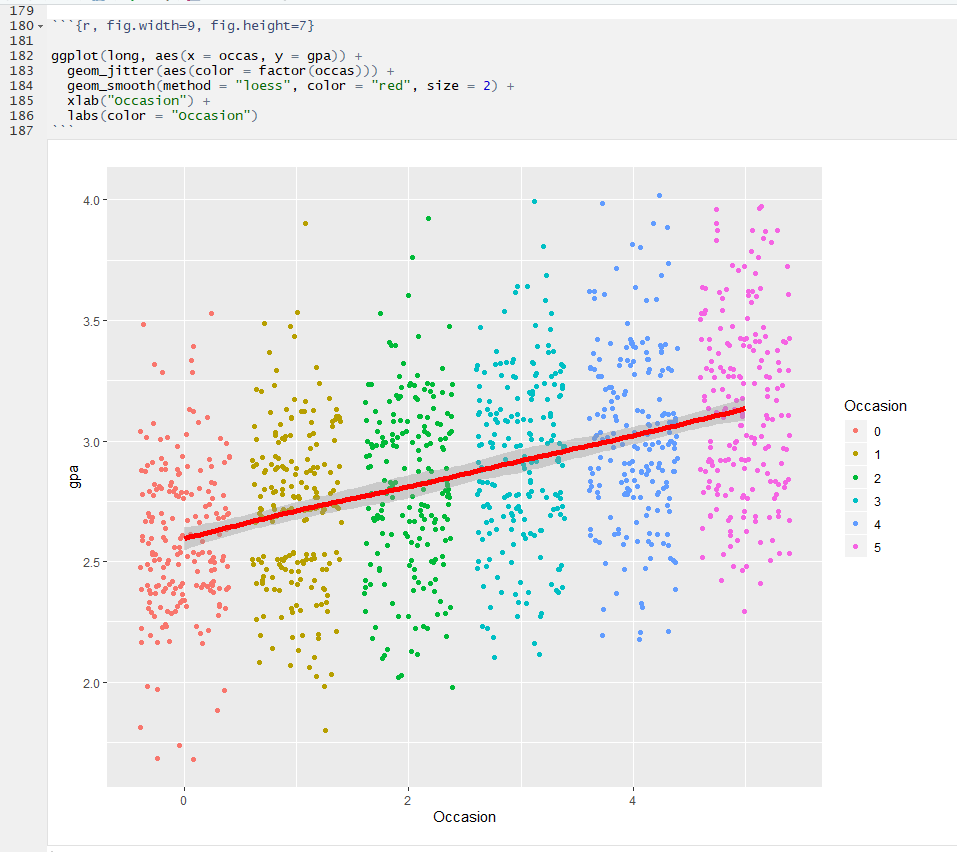 179
180 ```{r, fig.width=9, fig.height=7}
181
182 ggplot(long, aes(x = occas, y = gpa)) +
183   geom_jitter(aes(color = factor(occas))) +
184   geom_smooth(method = "loess", color = "red", size = 2) +
185   xlab("Occasion") +
186   labs(color = "Occasion")
187 ```
4.0
3.5
3.0
2.5
2.0
gpa
0 2 4
Occasion
Occasion
0
1
2
3
4
5